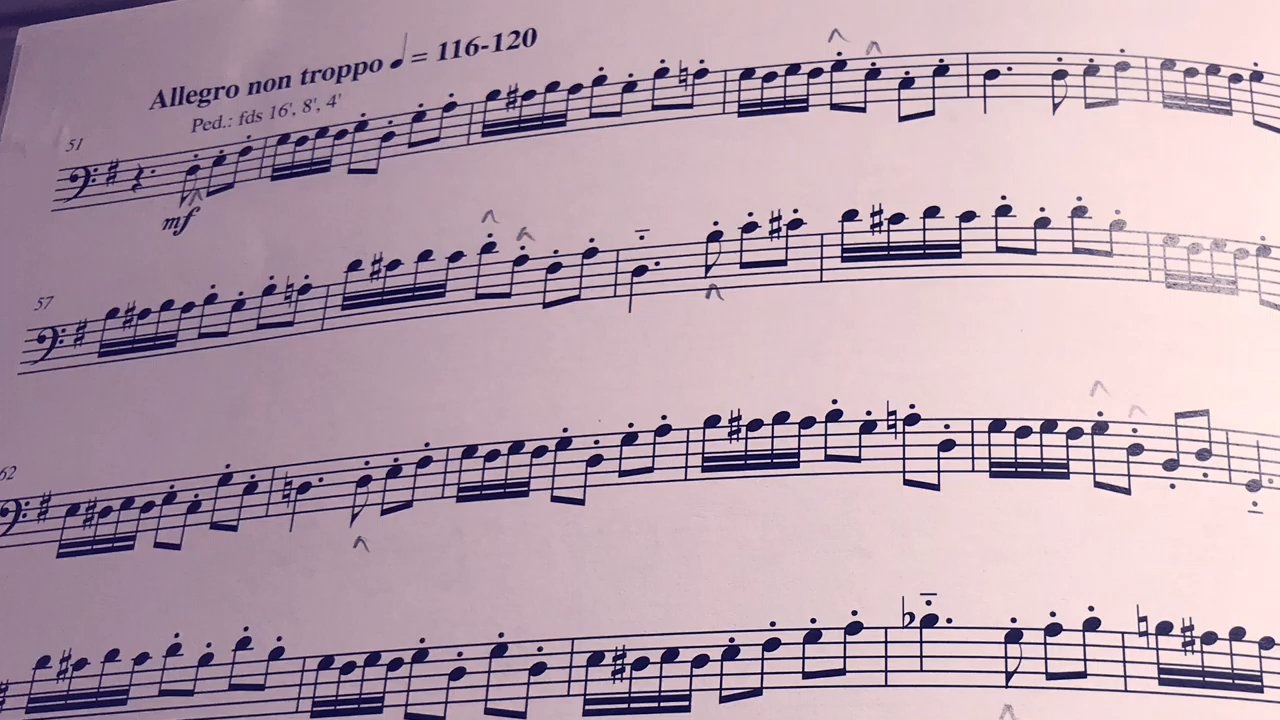 Allegro non troppo ♩ = 116-120
Ped.: fds 16', 8', 4'
51
mf
57
62